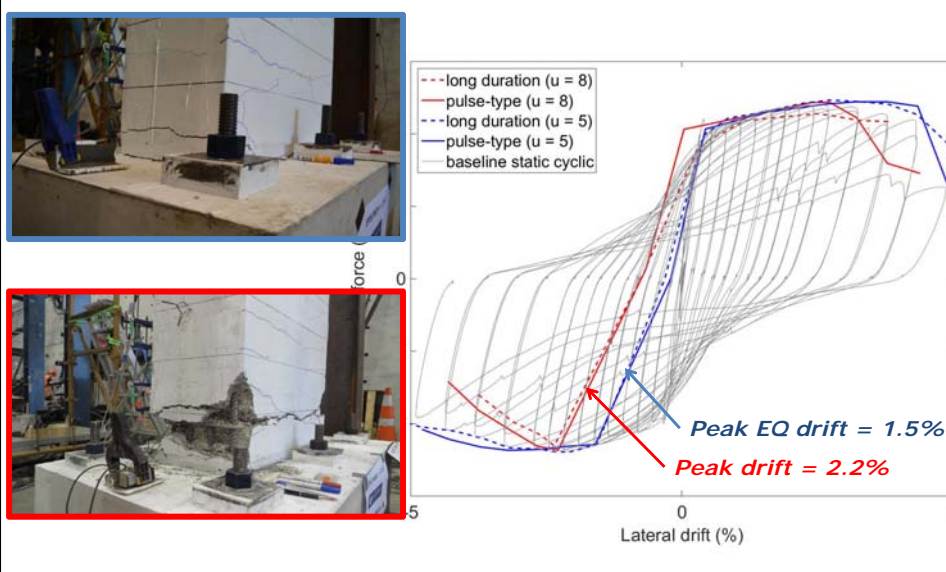 long duration (u = 8)
pulse-type (u = 8)
long duration (u = 5)
pulse-type (u = 5)
baseline static cyclic
force (
0
Peak EQ drift = 1.5%
Peak drift = 2.2%
-5
0
Lateral drift (%)